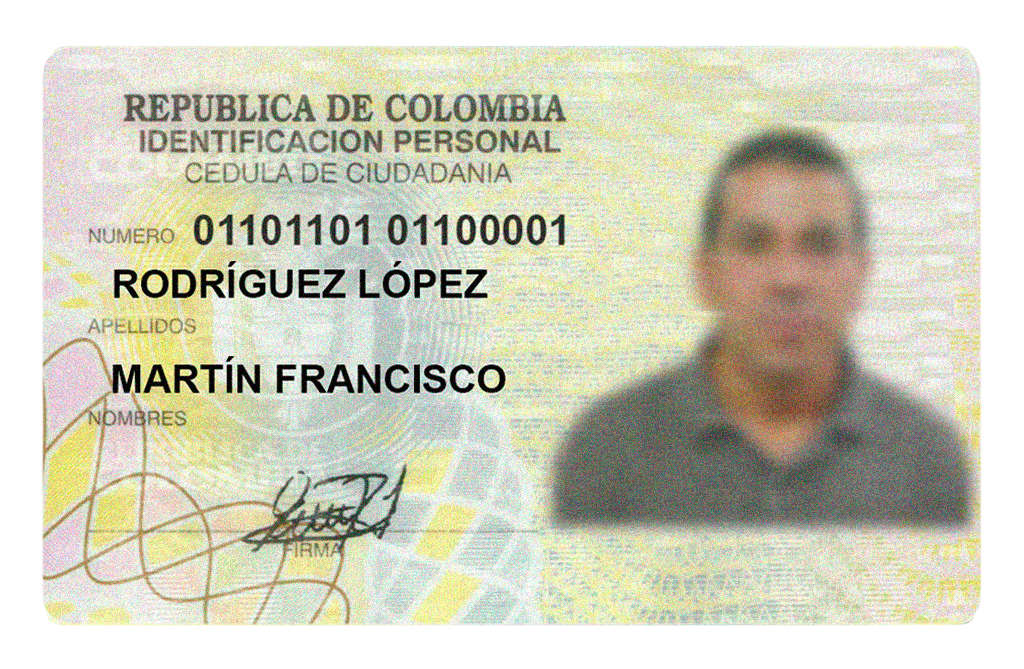 REPUBLICA DE COLOMBIA
IDENTIFICACION PERSONAL
CEDULA DE CIUDADANIA
NUMERO 01101101 01100001
RODRÍGUEZ LÓPEZ
APELLIDOS
MARTÍN FRANCISCO
NOMBRES
FIRMA